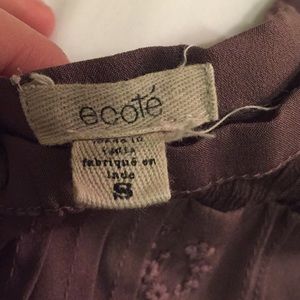 ecoté
made in
india
fabriqué en
inde
S